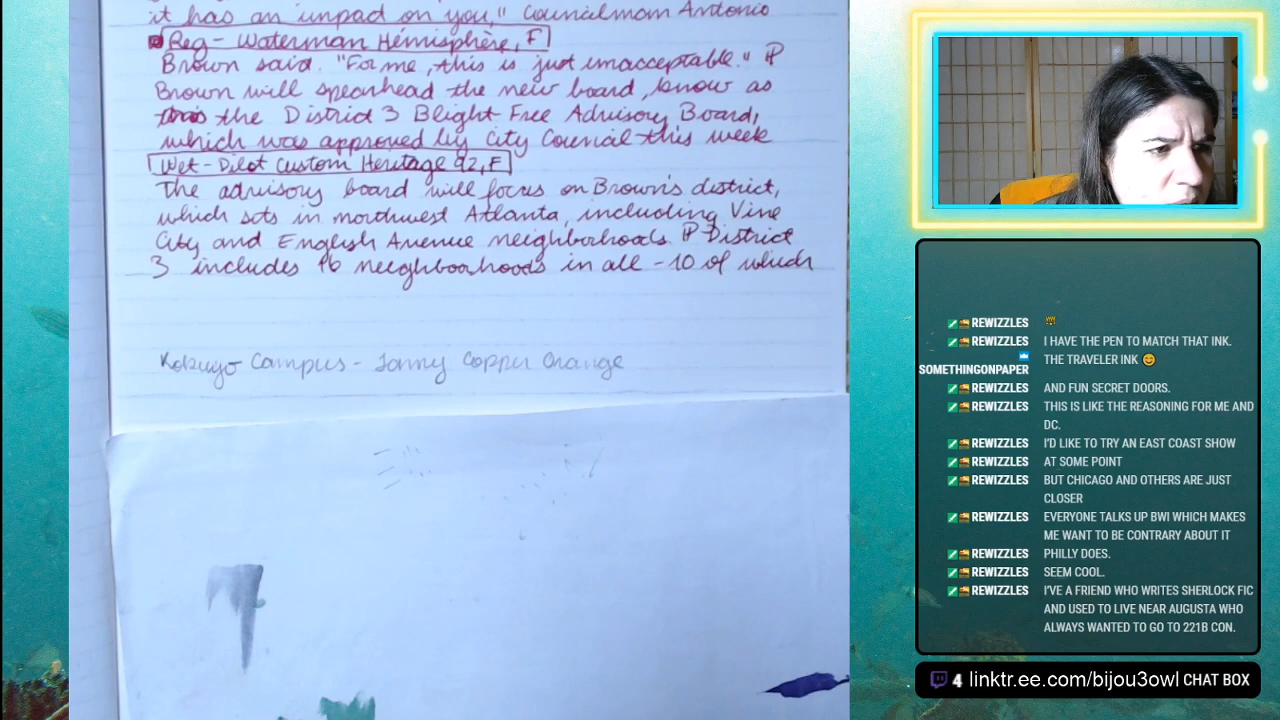 it has an impact on you," Councilmam Antonio
Reg - Waterman Hémisphère, F
Brown said. "For me, this is just unacceptable." ₽
Brown will spearhead the new board, know as
the District 3 Blight Free Advisory Board,
which was approved by City Council this week
Wet - Pilot Custom Heritage 92, F
The advisory board will focus on Brown's district,
which sets in northwest Atlanta, including Vine
City and English Avenue neighborhoods. ₽ District
3 includes 16 neighboorhoods in all - 10 of which
Kokuyo Campus - Copper Orange
REWIZZLES
REWIZZLES I HAVE THE PEN TO MATCH THAT INK.
SOMETHINGONPAPER THE TRAVELER INK 😊
REWIZZLES AND FUN SECRET DOORS.
REWIZZLES THIS IS LIKE THE REASONING FOR ME AND
DC.
REWIZZLES I'D LIKE TO TRY AN EAST COAST SHOW
REWIZZLES AT SOME POINT
REWIZZLES BUT CHICAGO AND OTHERS ARE JUST
CLOSER
REWIZZLES EVERYONE TALKS UP BWI WHICH MAKES
ME WANT TO BE CONTRARY ABOUT IT
REWIZZLES PHILLY DOES.
REWIZZLES SEEM COOL.
REWIZZLES I'VE A FRIEND WHO WRITES SHERLOCK FIC
AND USED TO LIVE NEAR AUGUSTA WHO
ALWAYS WANTED TO GO TO 221B CON.
4 linktr.ee.com/bijou3owl CHAT BOX